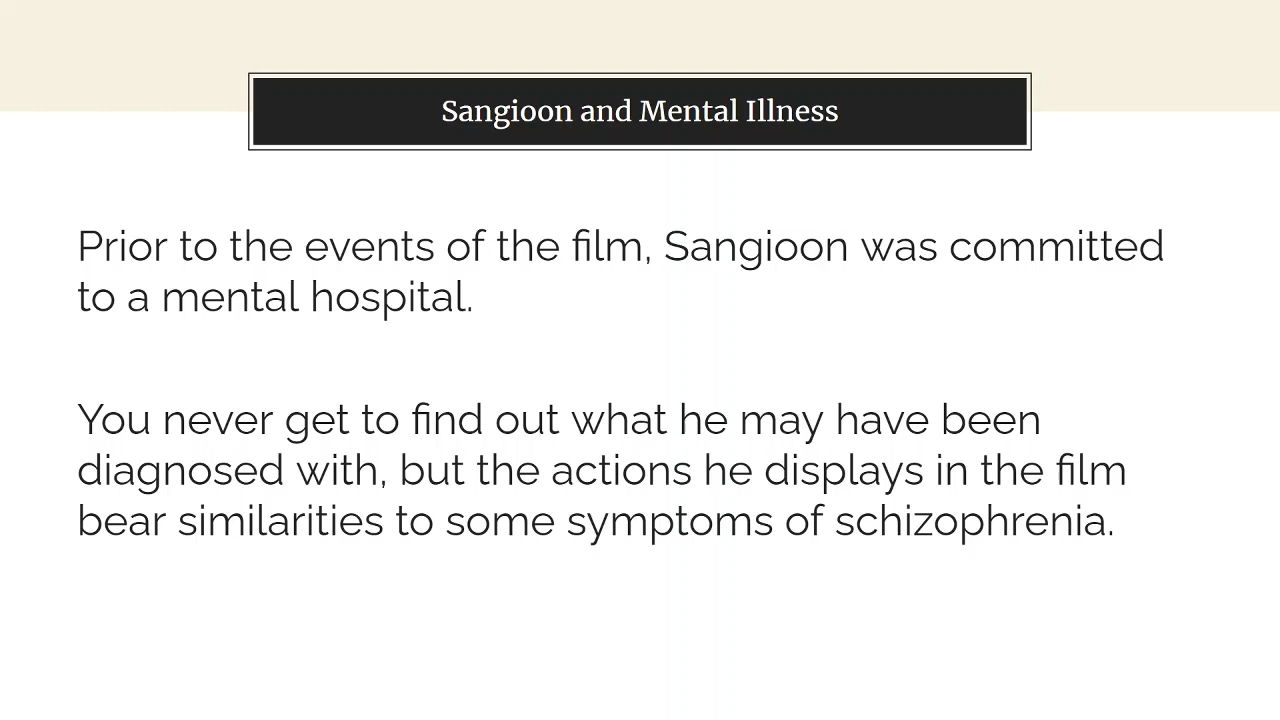 Sangioon and Mental Illness
Prior to the events of the film, Sangioon was committed
to a mental hospital.
You never get to find out what he may have been
diagnosed with, but the actions he displays in the film
bear similarities to some symptoms of schizophrenia.